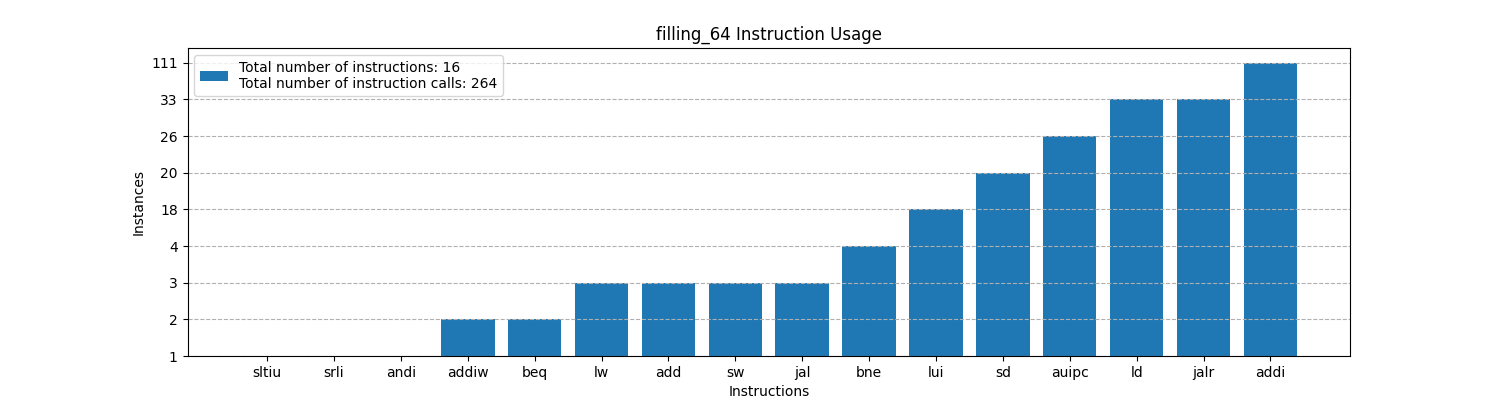 filling_64 Instruction Usage
Total number of instructions: 16
Total number of instruction calls: 264
Instances
111
33
26
20
18
4
3
2
1
sltiu srli andi addiw beq lw add sw jal bne lui sd auipc ld jalr addi
Instructions